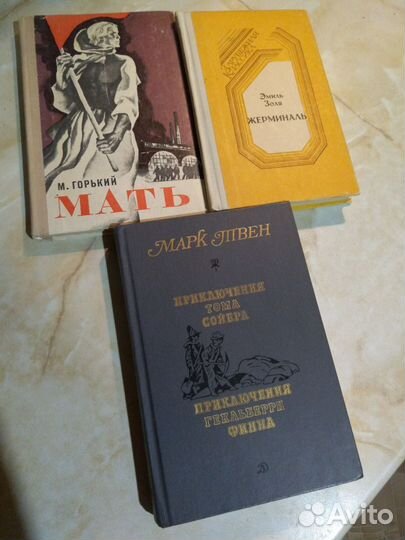 М. ГОРЬКИЙ
МАТЬ
Эмиль
Золя
ЖЕРМИНАЛЬ
МАРК ТВЕН
ПРИКЛЮЧЕНИЯ
ТОМА
СОЙЕРА
ПРИКЛЮЧЕНИЯ
ГЕКЛЬБЕРРИ
ФИННА
Д
Avito